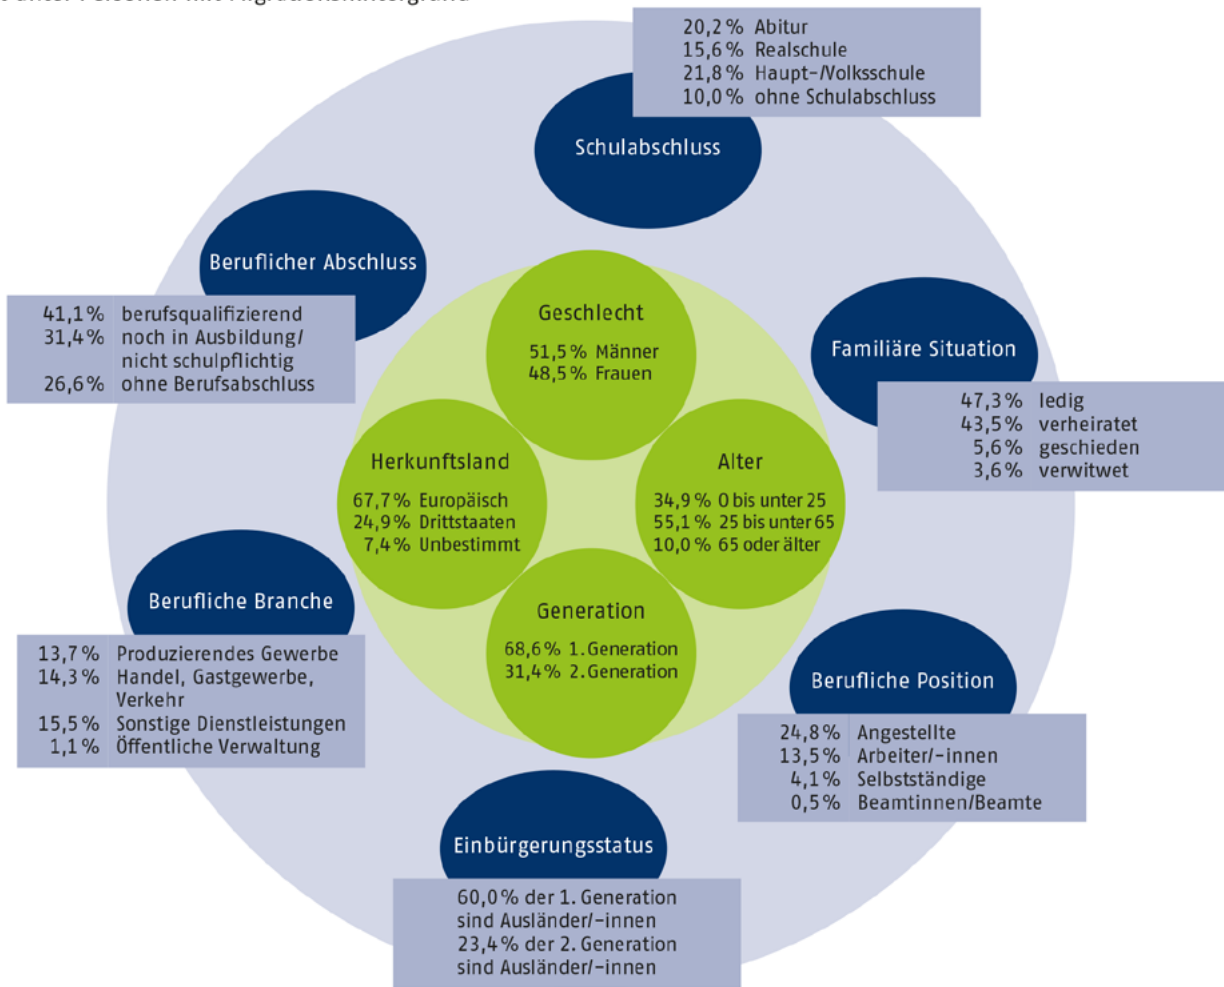 20,2 % Abitur
15,6 % Realschule
21,8 % Haupt-/Volksschule
10,0 % ohne Schulabschluss
Schulabschluss
Beruflicher Abschluss
41,1 % berufsqualifizierend
31,4 % noch in Ausbildung/
nicht schulpflichtig
26,6 % ohne Berufsabschluss
Geschlecht
51,5 % Männer
48,5 % Frauen
Familiäre Situation
47,3 % ledig
43,5 % verheiratet
5,6 % geschieden
3,6 % verwitwet
Herkunftsland
67,7 % Europäisch
24,9 % Drittstaaten
7,4 % Unbestimmt
Alter
34,9 % 0 bis unter 25
55,1 % 25 bis unter 65
10,0 % 65 oder älter
Berufliche Branche
13,7 % Produzierendes Gewerbe
14,3 % Handel, Gastgewerbe,
Verkehr
15,5 % Sonstige Dienstleistungen
1,1 % Öffentliche Verwaltung
Generation
68,6 % 1. Generation
31,4 % 2. Generation
Berufliche Position
24,8 % Angestellte
13,5 % Arbeiter/-innen
4,1 % Selbstständige
0,5 % Beamtinnen/Beamte
Einbürgerungsstatus
60,0 % der 1. Generation
sind Ausländer/-innen
23,4 % der 2. Generation
sind Ausländer/-innen